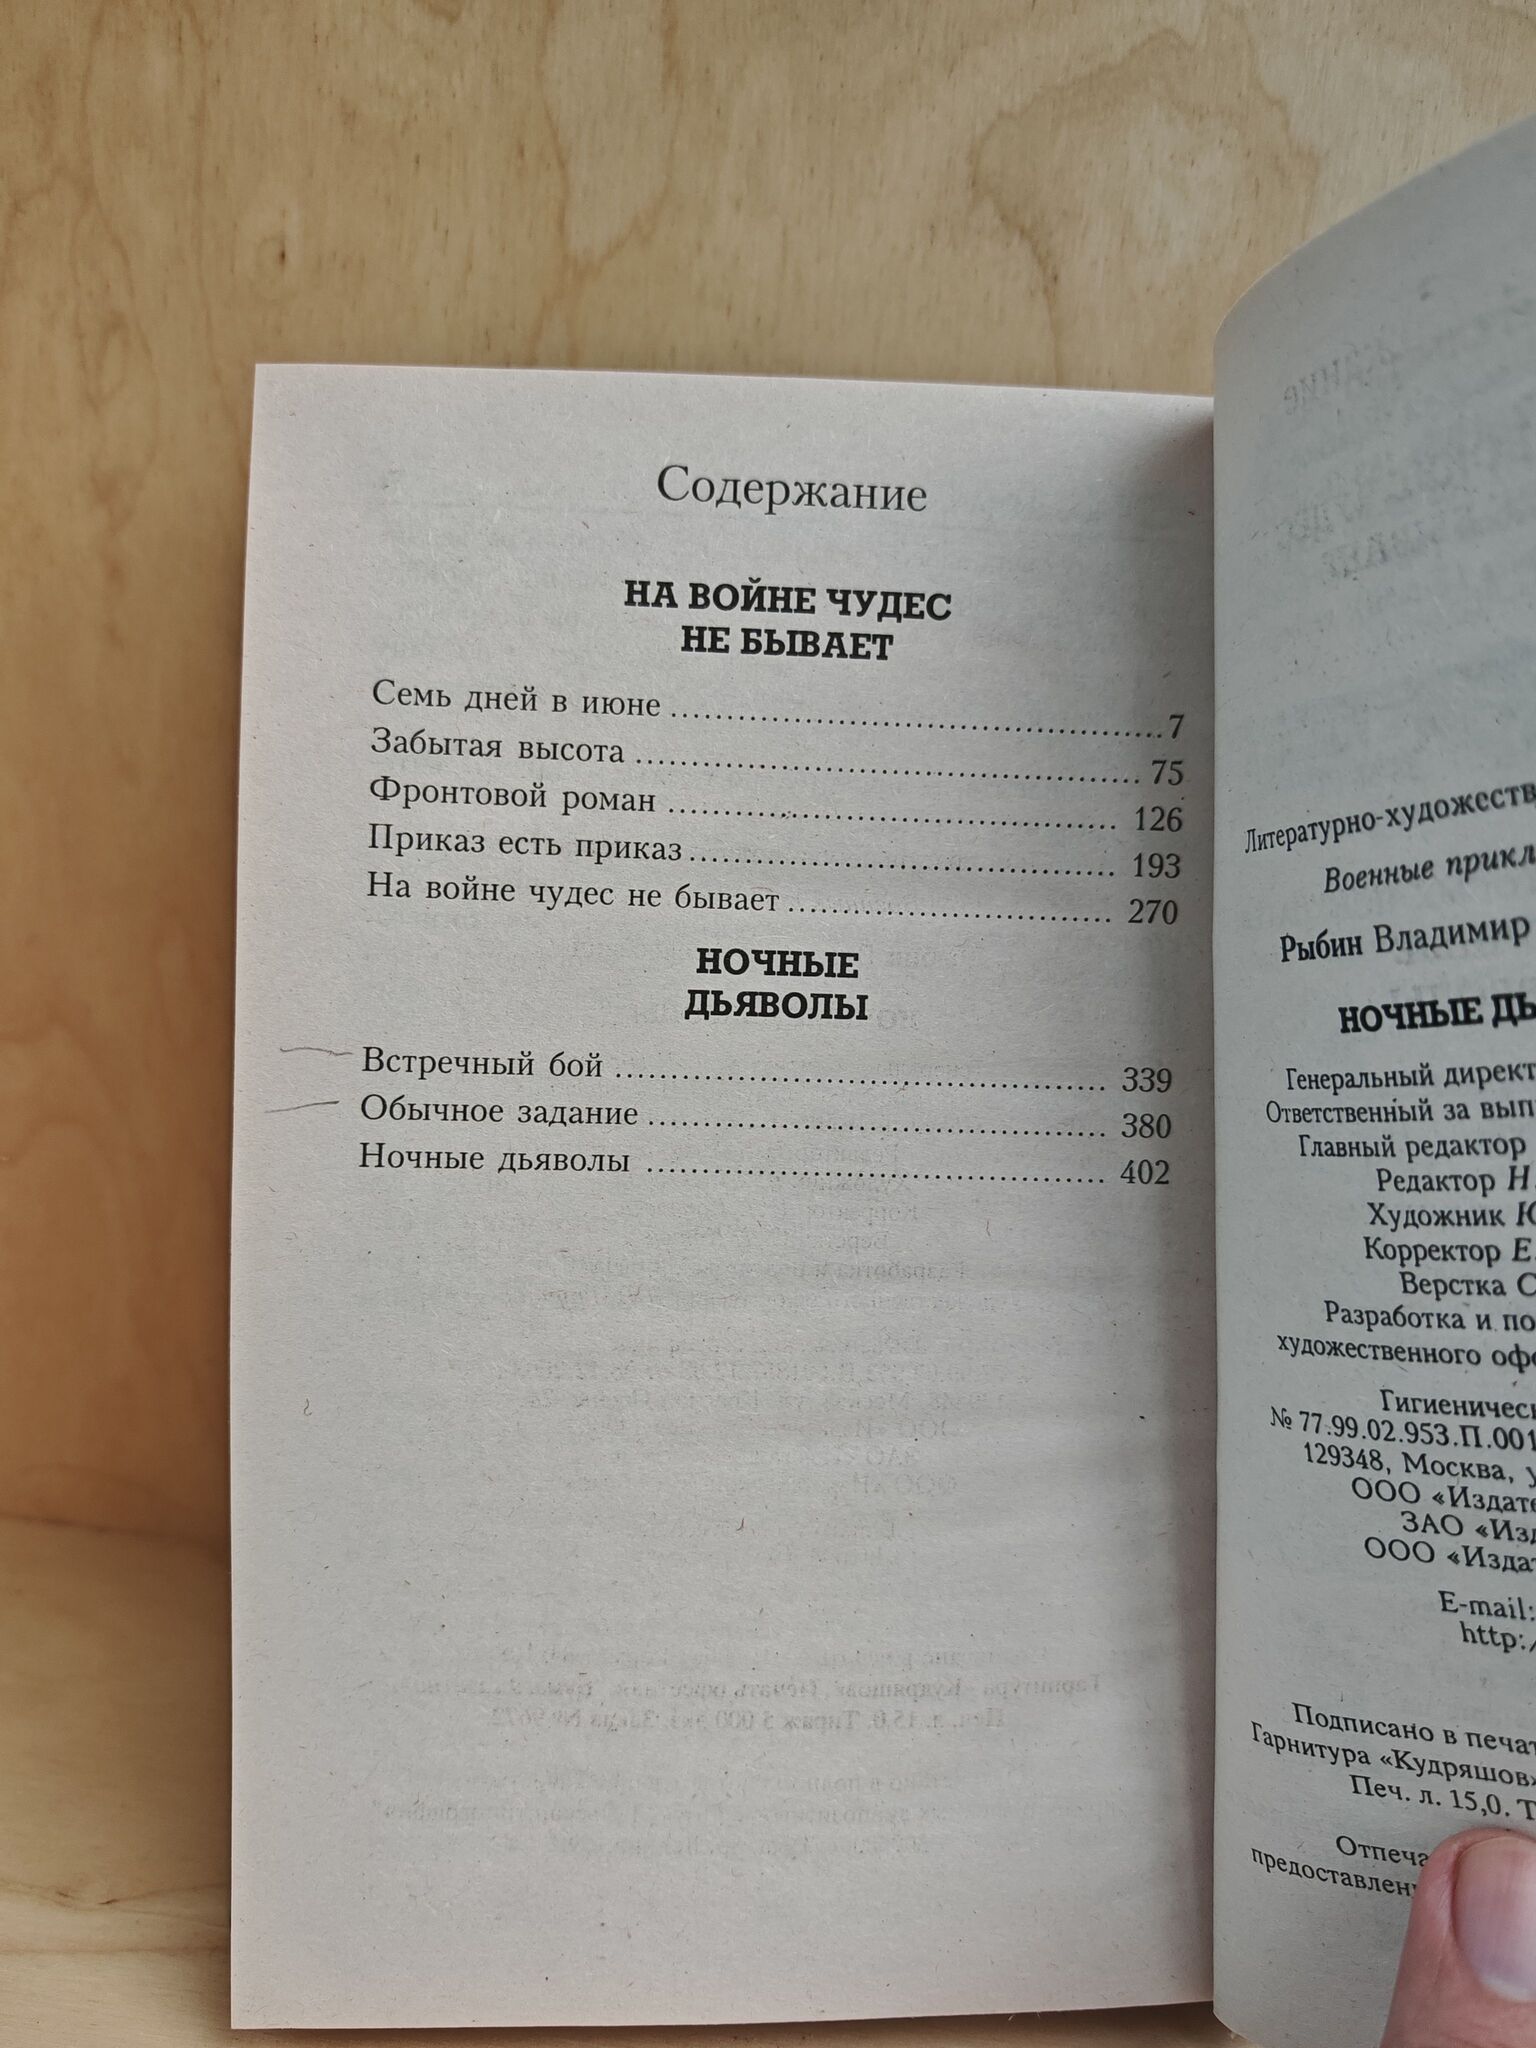 Содержание
НА ВОЙНЕ ЧУДЕС
НЕ БЫВАЕТ
Семь дней в июне 7
Забытая высота 75
Фронтовой роман 126
Приказ есть приказ 193
На войне чудес не бывает 270
НОЧНЫЕ
ДЬЯВОЛЫ
Встречный бой 339
Обычное задание 380
Ночные дьяволы 402
Литературно-художеств
Военные прикл
Рыбин Владимир
НОЧНЫЕ ДЬ
Генеральный директ
Ответственный за вып
Главный редактор
Редактор Н.
Художник Ю
Корректор Е.
Верстка С
Разработка и по
художественного офо
Гигиеническ
№ 77.99.02.953.П.001
129348, Москва, у
ООО «Издате
ЗАО «Изд
ООО «Издат
E-mail:
http:/
Подписано в печат
Гарнитура «Кудряшов»
Печ. л. 15,0. Т
Отпеча
предоставлен